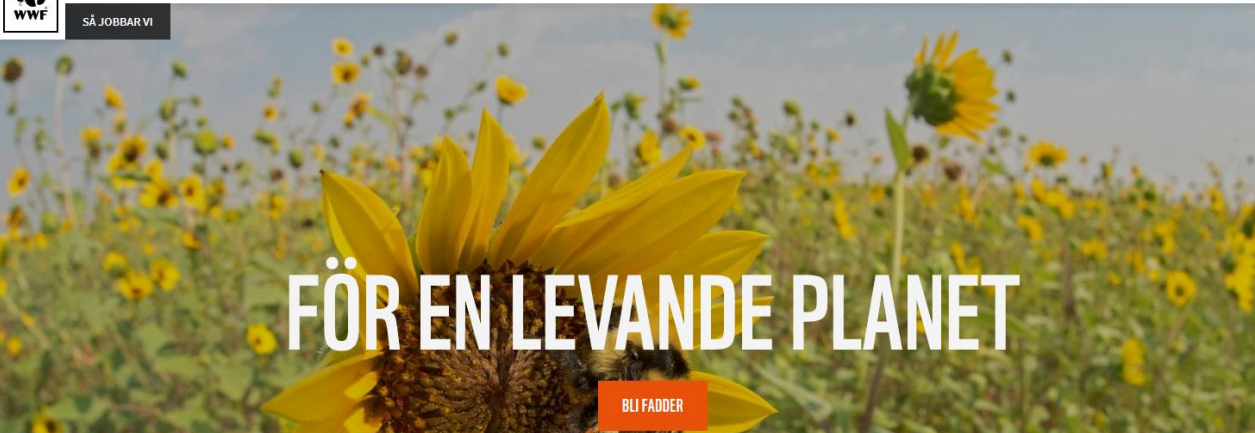 WWF
SÅ JOBBAR VI
FÖR EN LEVANDE PLANET
BLI FADDER